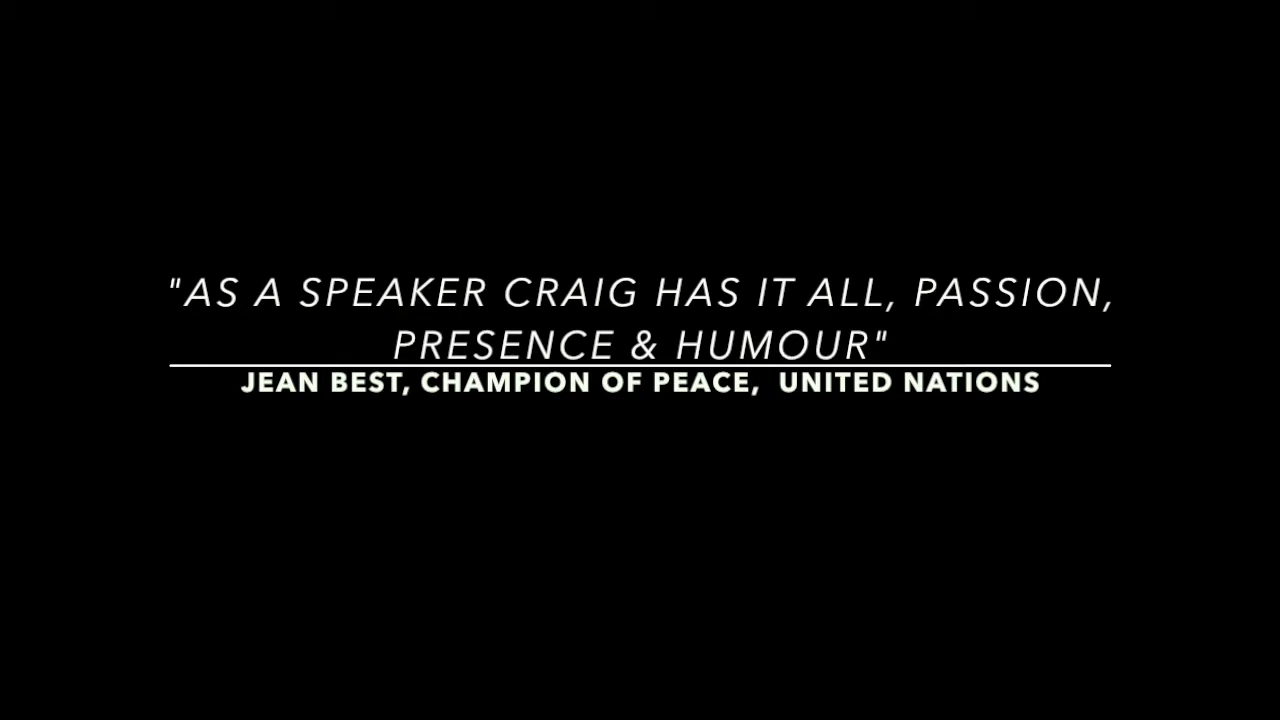 "AS A SPEAKER CRAIG HAS IT ALL, PASSION,
PRESENCE & HUMOUR"
JEAN BEST, CHAMPION OF PEACE,  UNITED NATIONS